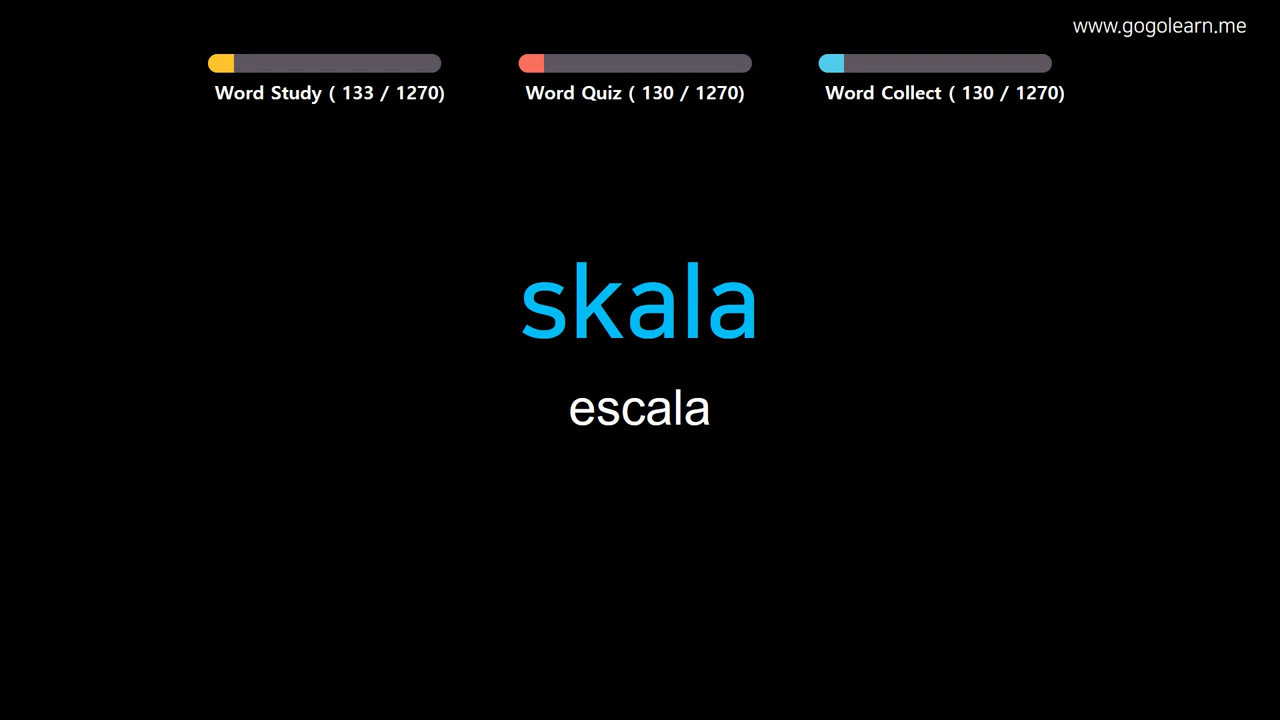 www.gogolearn.me
Word Study ( 133 / 1270)
Word Quiz ( 130 / 1270)
Word Collect ( 130 / 1270)
skala
escala